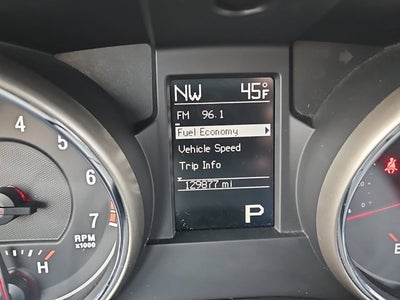 NW 45°F
FM 96.1
Fuel Economy
Vehicle Speed
Trip Info
129877 mi
P
4
5
6
7
RPM
x1000
H
E